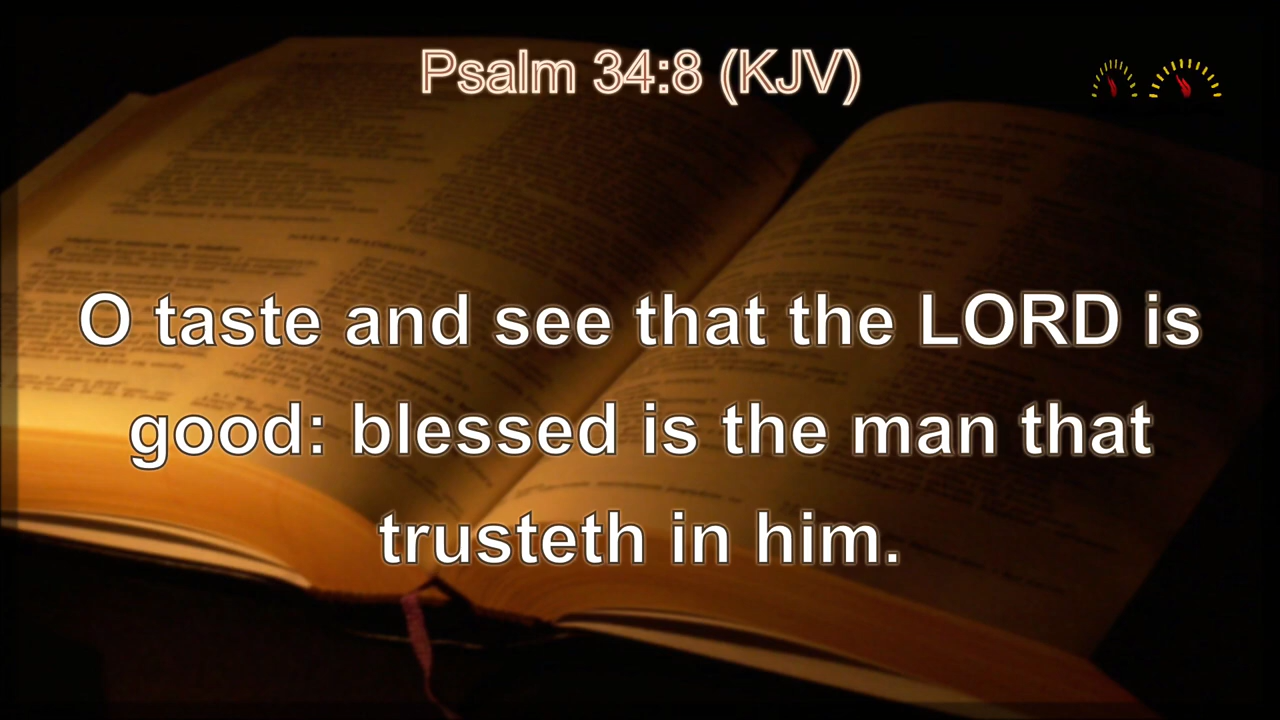 Psalm 34:8 (KJV)
O taste and see that the LORD is
good: blessed is the man that
trusteth in him.